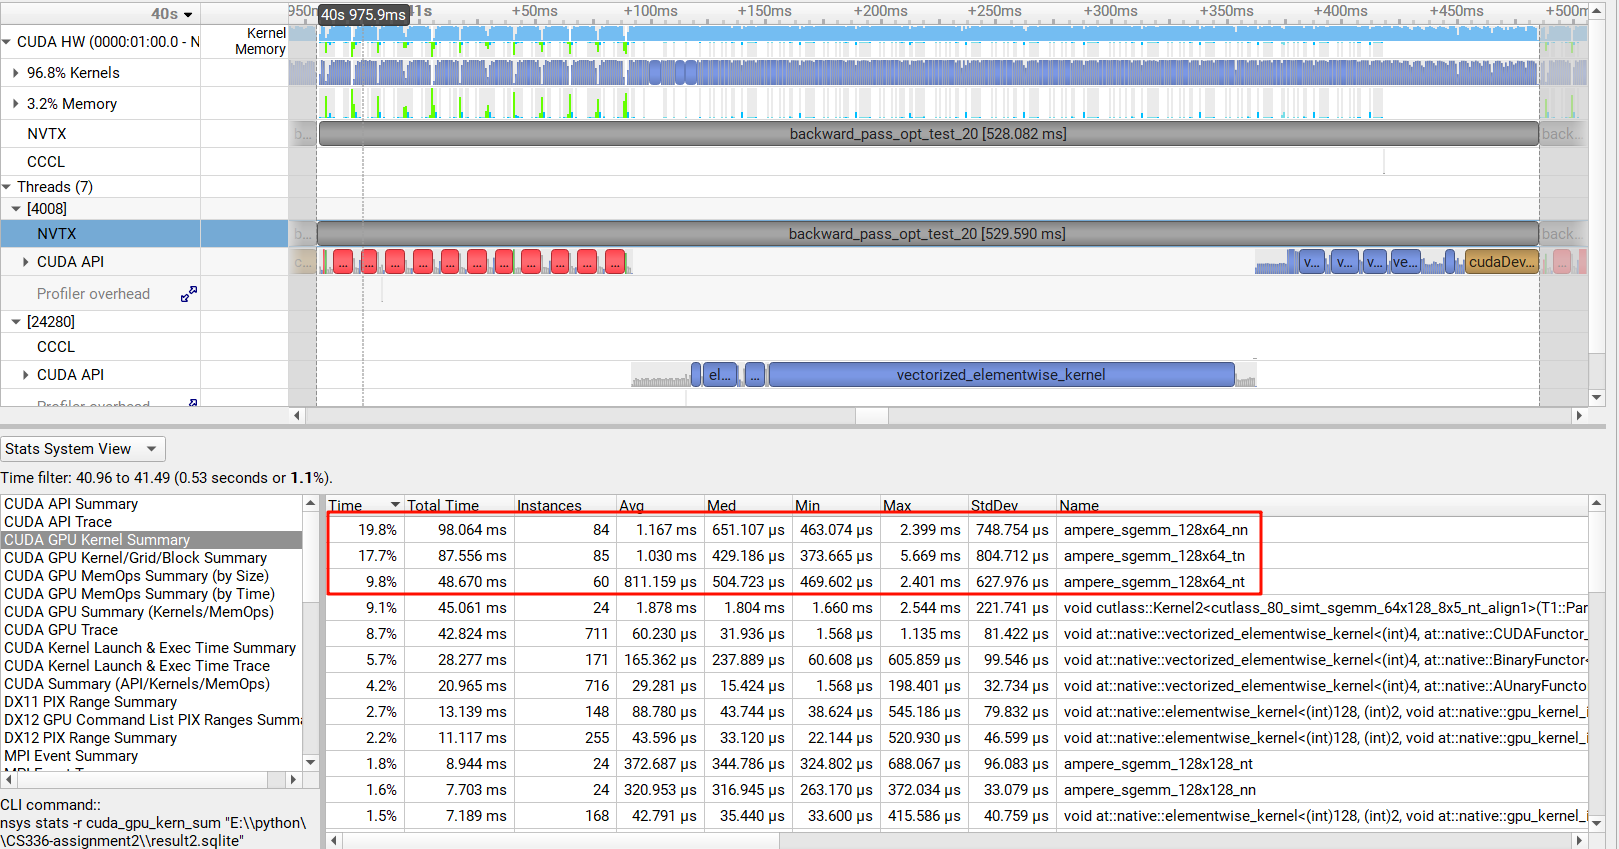 40s
950m
40s 975.9ms
41s
+50ms
+100ms
+150ms
+200ms
+250ms
+300ms
+350ms
+400ms
+450ms
+500m
CUDA HW (0000:01:00.0 - N
Kernel
Memory
96.8% Kernels
3.2% Memory
NVTX
b...
backward_pass_opt_test_20 [528.082 ms]
back...
CCCL
Threads (7)
[4008]
NVTX
b...
backward_pass_opt_test_20 [529.590 ms]
back...
CUDA API
c...
...
...
...
...
...
...
...
...
...
...
...
v...
v...
v...
ve...
cudaDev...
...
Profiler overhead
[24280]
CCCL
CUDA API
el...
...
vectorized_elementwise_kernel
Profiler overhead
Stats System View
Time filter: 40.96 to 41.49 (0.53 seconds or 1.1%).
CUDA API Summary
CUDA API Trace
CUDA GPU Kernel Summary
CUDA GPU Kernel/Grid/Block Summary
CUDA GPU MemOps Summary (by Size)
CUDA GPU MemOps Summary (by Time)
CUDA GPU Summary (Kernels/MemOps)
CUDA GPU Trace
CUDA Kernel Launch & Exec Time Summary
CUDA Kernel Launch & Exec Time Trace
CUDA Summary (API/Kernels/MemOps)
DX11 PIX Range Summary
DX12 GPU Command List PIX Ranges Summa
DX12 PIX Range Summary
MPI Event Summary
CLI command::
nsys stats -r cuda_gpu_kern_sum "E:\\python\
\CS336-assignment2\\result2.sqlite"
Time Total Time Instances Avg Med Min Max StdDev Name
19.8% 98.064 ms 84 1.167 ms 651.107 μs 463.074 μs 2.399 ms 748.754 μs ampere_sgemm_128x64_nn
17.7% 87.556 ms 85 1.030 ms 429.186 μs 373.665 μs 5.669 ms 804.712 μs ampere_sgemm_128x64_tn
9.8% 48.670 ms 60 811.159 μs 504.723 μs 469.602 μs 2.401 ms 627.976 μs ampere_sgemm_128x64_nt
9.1% 45.061 ms 24 1.878 ms 1.804 ms 1.660 ms 2.544 ms 221.741 μs void cutlass::Kernel2<cutlass_80_simt_sgemm_64x128_8x5_nt_align1>(T1::Par
8.7% 42.824 ms 711 60.230 μs 31.936 μs 1.568 μs 1.135 ms 81.422 μs void at::native::vectorized_elementwise_kernel<(int)4, at::native::CUDAFunctor_
5.7% 28.277 ms 171 165.362 μs 237.889 μs 60.608 μs 605.859 μs 99.546 μs void at::native::vectorized_elementwise_kernel<(int)4, at::native::BinaryFunctor<
4.2% 20.965 ms 716 29.281 μs 15.424 μs 1.568 μs 198.401 μs 32.734 μs void at::native::vectorized_elementwise_kernel<(int)4, at::native::AUnaryFuncto
2.7% 13.139 ms 148 88.780 μs 43.744 μs 38.624 μs 545.186 μs 79.832 μs void at::native::elementwise_kernel<(int)128, (int)2, void at::native::gpu_kernel_i
2.2% 11.117 ms 255 43.596 μs 33.120 μs 22.144 μs 520.930 μs 46.599 μs void at::native::elementwise_kernel<(int)128, (int)2, void at::native::gpu_kernel_i
1.8% 8.944 ms 24 372.687 μs 344.786 μs 324.802 μs 688.067 μs 96.083 μs ampere_sgemm_128x128_nt
1.6% 7.703 ms 24 320.953 μs 316.945 μs 263.170 μs 372.034 μs 33.079 μs ampere_sgemm_128x128_nn
1.5% 7.189 ms 168 42.791 μs 35.440 μs 33.600 μs 415.586 μs 40.759 μs void at::native::elementwise_kernel<(int)128, (int)2, void at::native::gpu_kernel_i